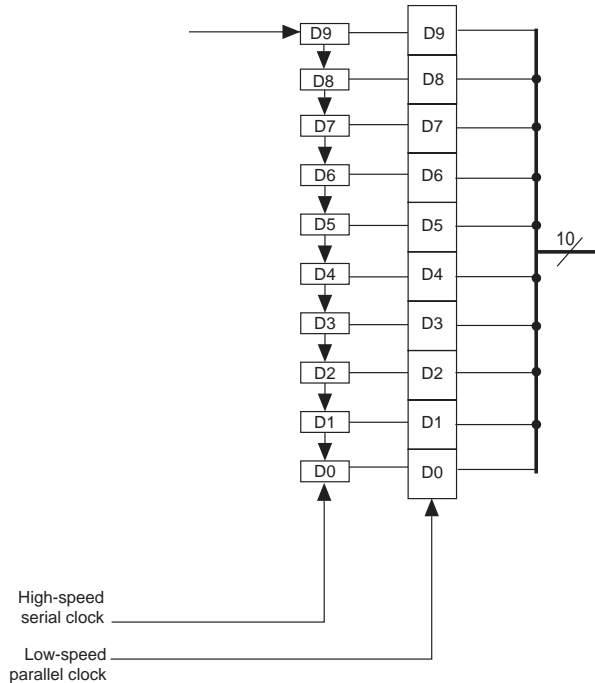 D9 D9
D8 D8
D7 D7
D6 D6
D5 D5
10
D4 D4
D3 D3
D2 D2
D1 D1
D0 D0
High-speed
serial clock
Low-speed
parallel clock